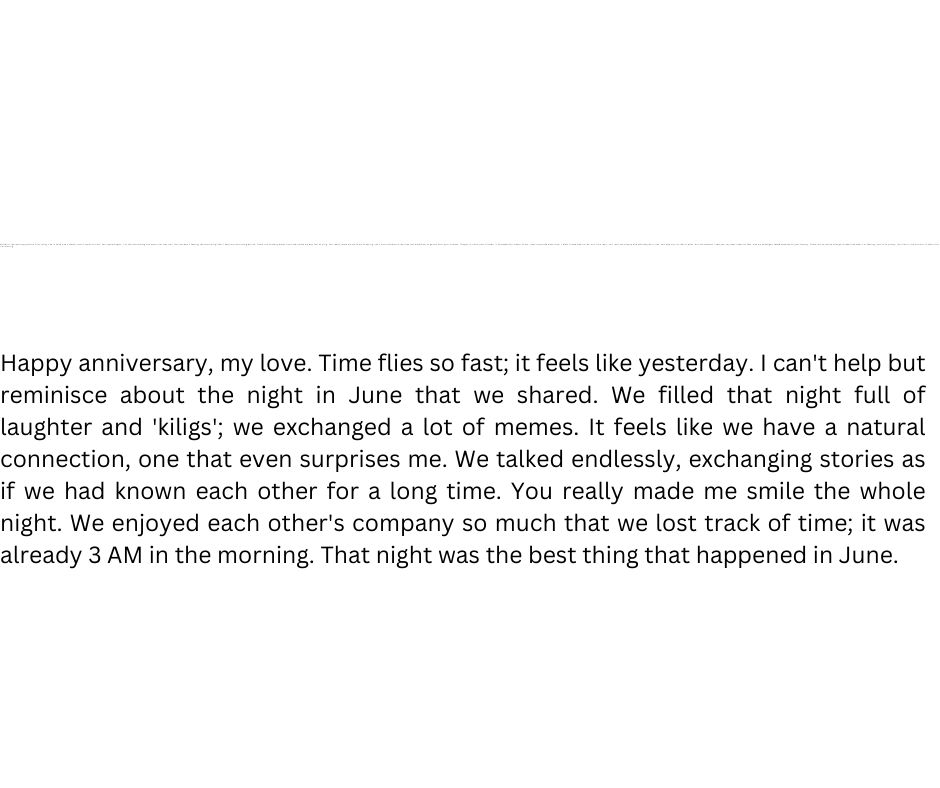 Happy anniversary, my love. Time flies so fast; it feels like yesterday. I can't help but
reminisce about the night in June that we shared. We filled that night full of
laughter and 'kiligs'; we exchanged a lot of memes. It feels like we have a natural
connection, one that even surprises me. We talked endlessly, exchanging stories as
if we had known each other for a long time. You really made me smile the whole
night. We enjoyed each other's company so much that we lost track of time; it was
already 3 AM in the morning. That night was the best thing that happened in June.